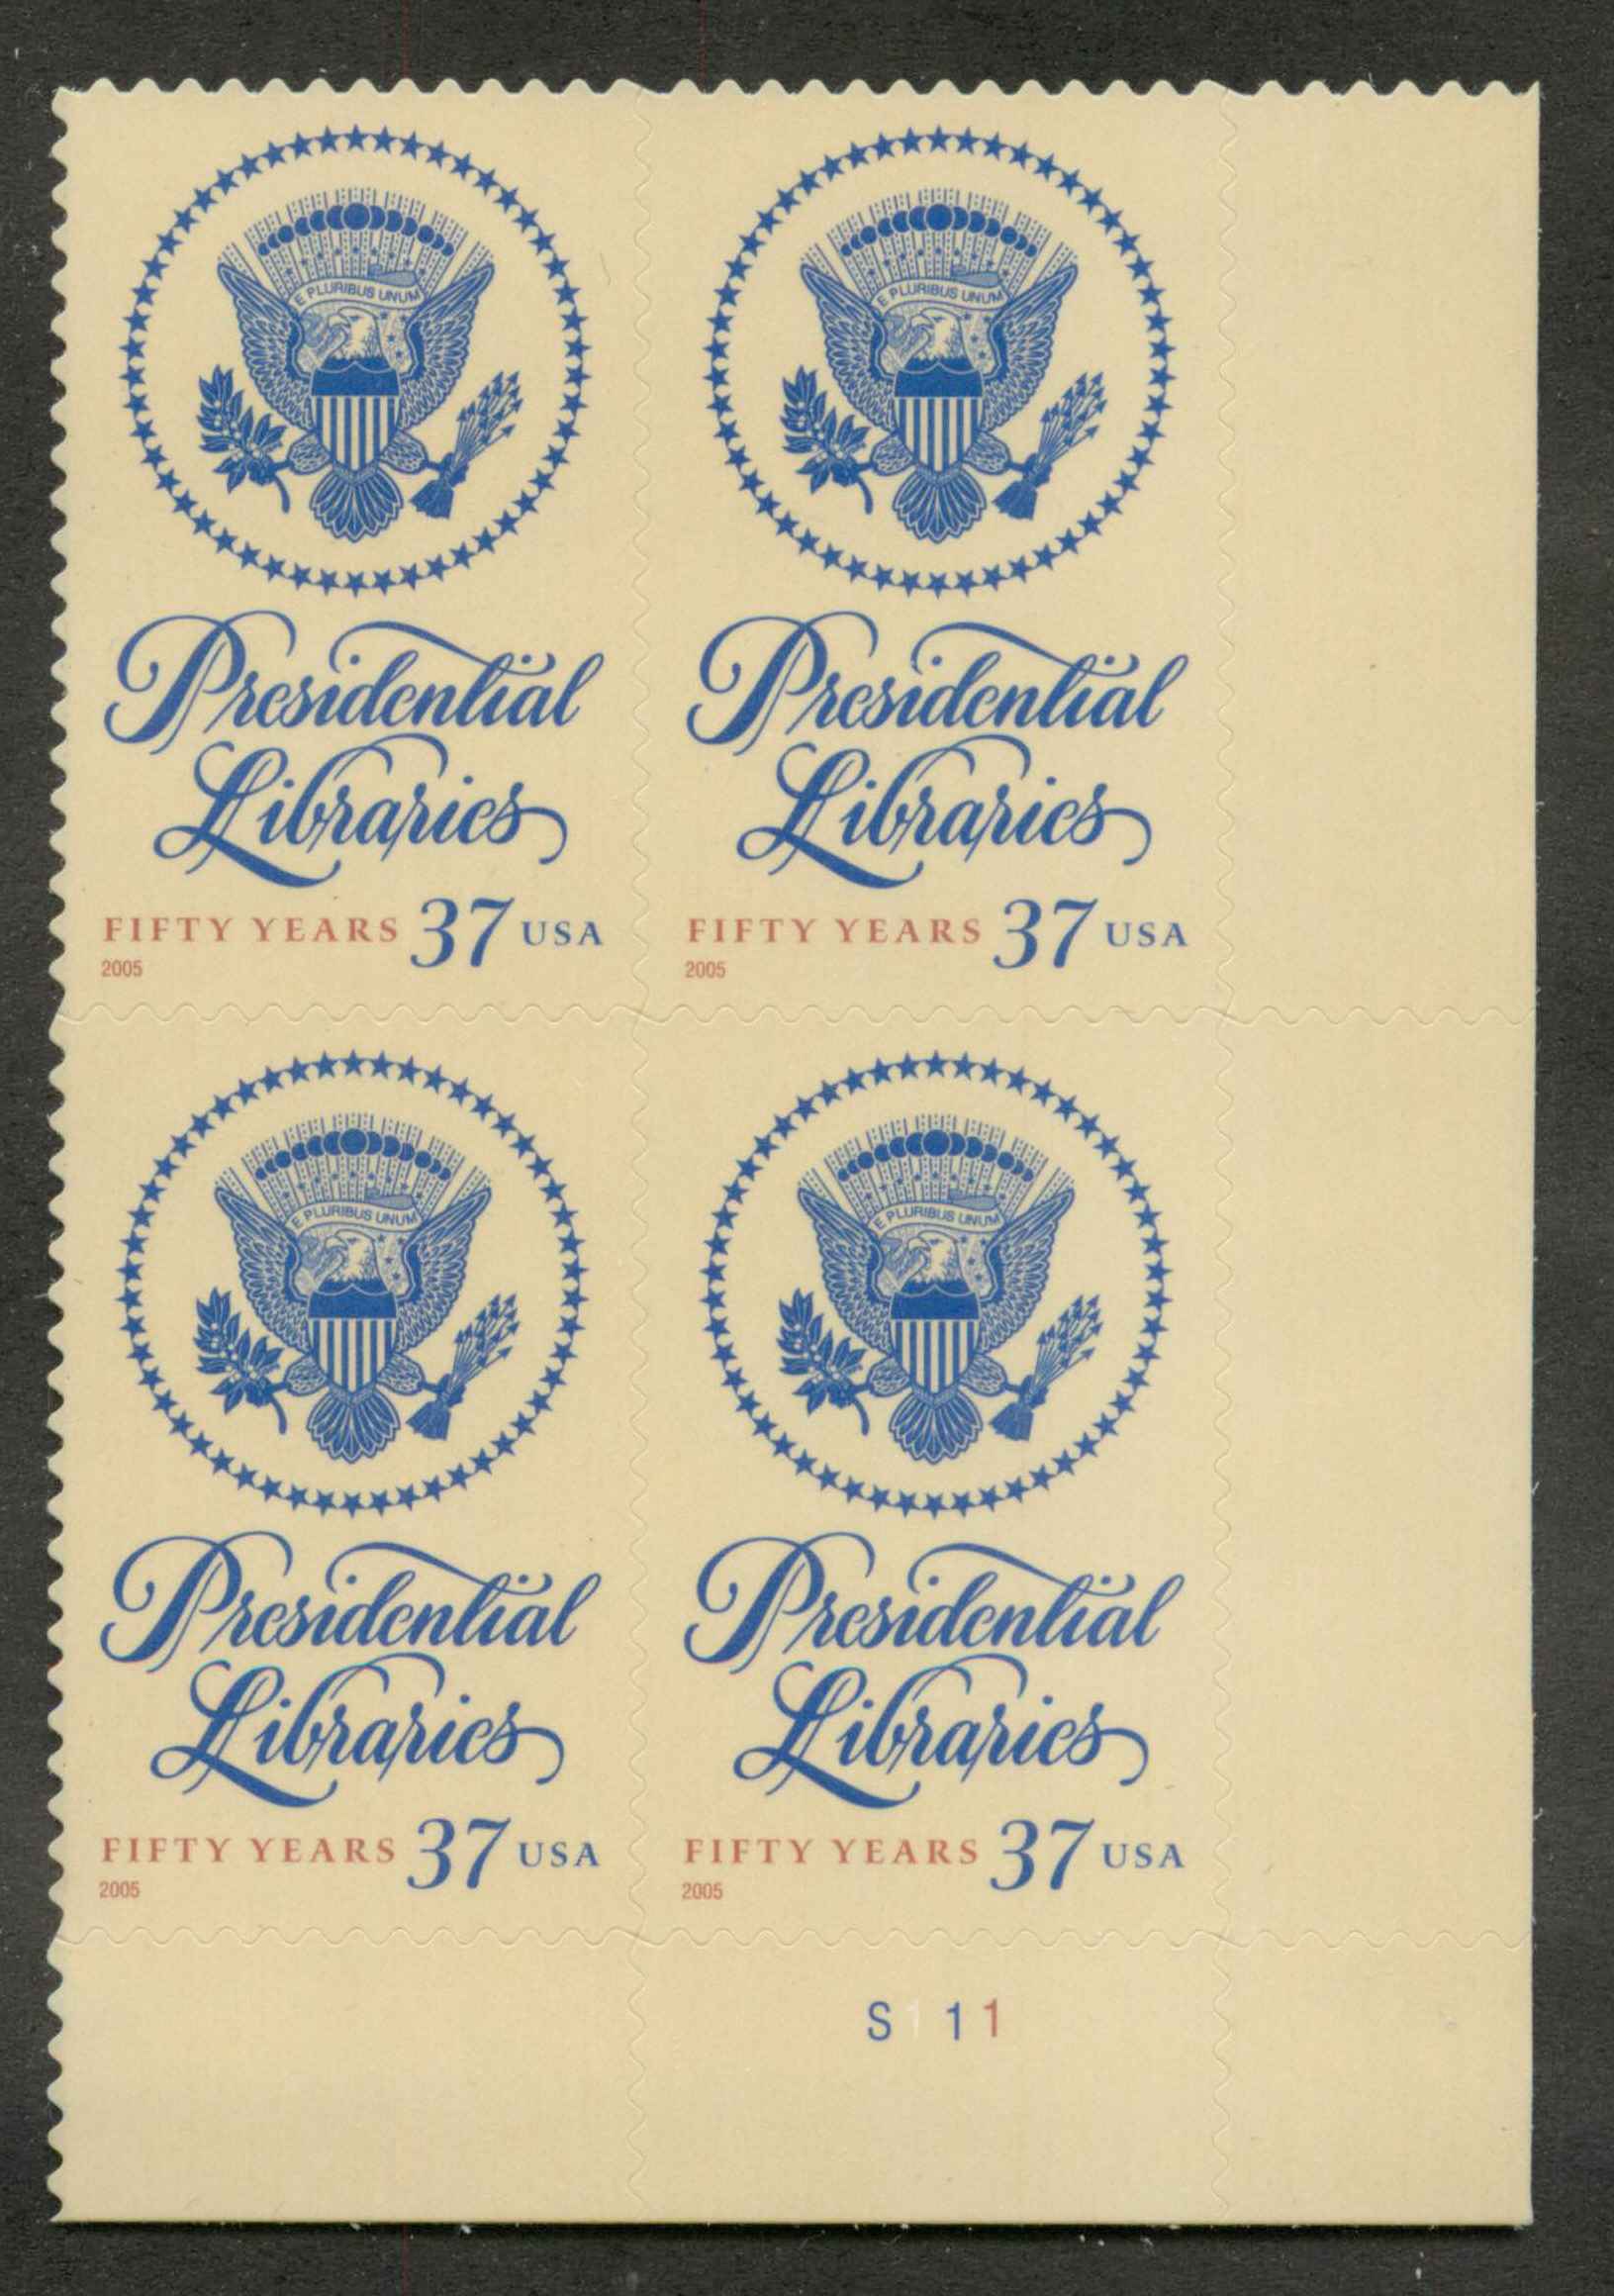 E PLURIBUS UNUM
Presidential
Libraries
FIFTY YEARS 37 USA
2005
E PLURIBUS UNUM
Presidential
Libraries
FIFTY YEARS 37 USA
2005
E PLURIBUS UNUM
Presidential
Libraries
FIFTY YEARS 37 USA
2005
E PLURIBUS UNUM
Presidential
Libraries
FIFTY YEARS 37 USA
2005
S111